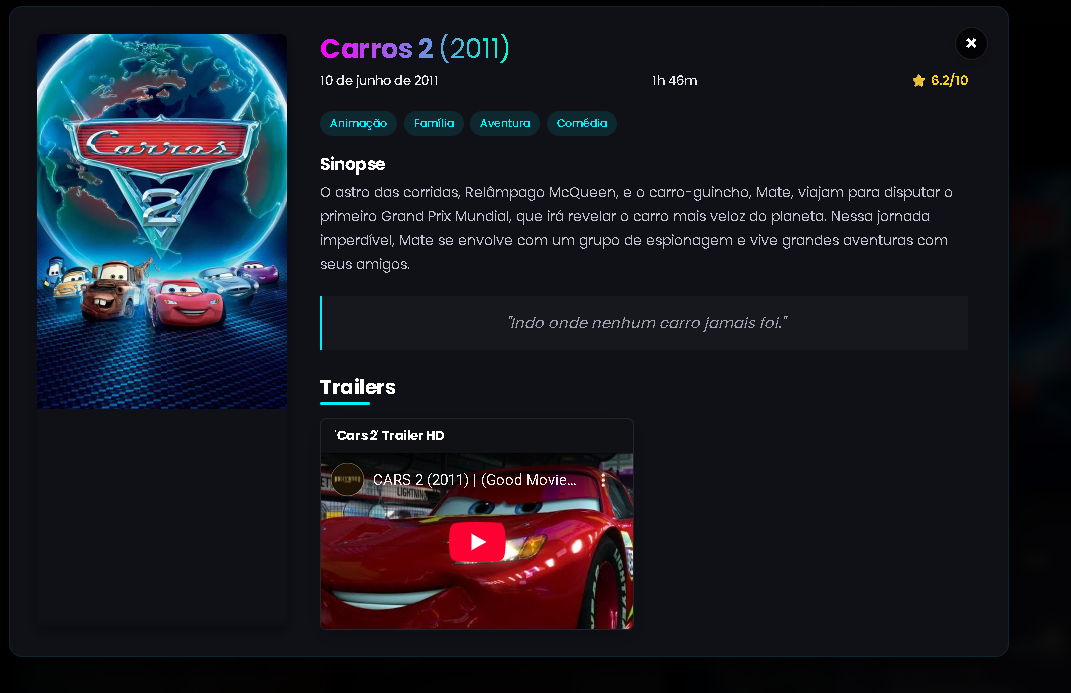 Carros 2 (2011)
10 de junho de 2011 1h 46m 6.2/10
Animação Família Aventura Comédia
Carros
2
Sinopse
O astro das corridas, Relâmpago McQueen, e o carro-guincho, Mate, viajam para disputar o
primeiro Grand Prix Mundial, que irá revelar o carro mais veloz do planeta. Nessa jornada
imperdível, Mate se envolve com um grupo de espionagem e vive grandes aventuras com
seus amigos.
"Indo onde nenhum carro jamais foi."
Trailers
'Cars 2' Trailer HD
CARS 2 (2011) | (Good Movie...